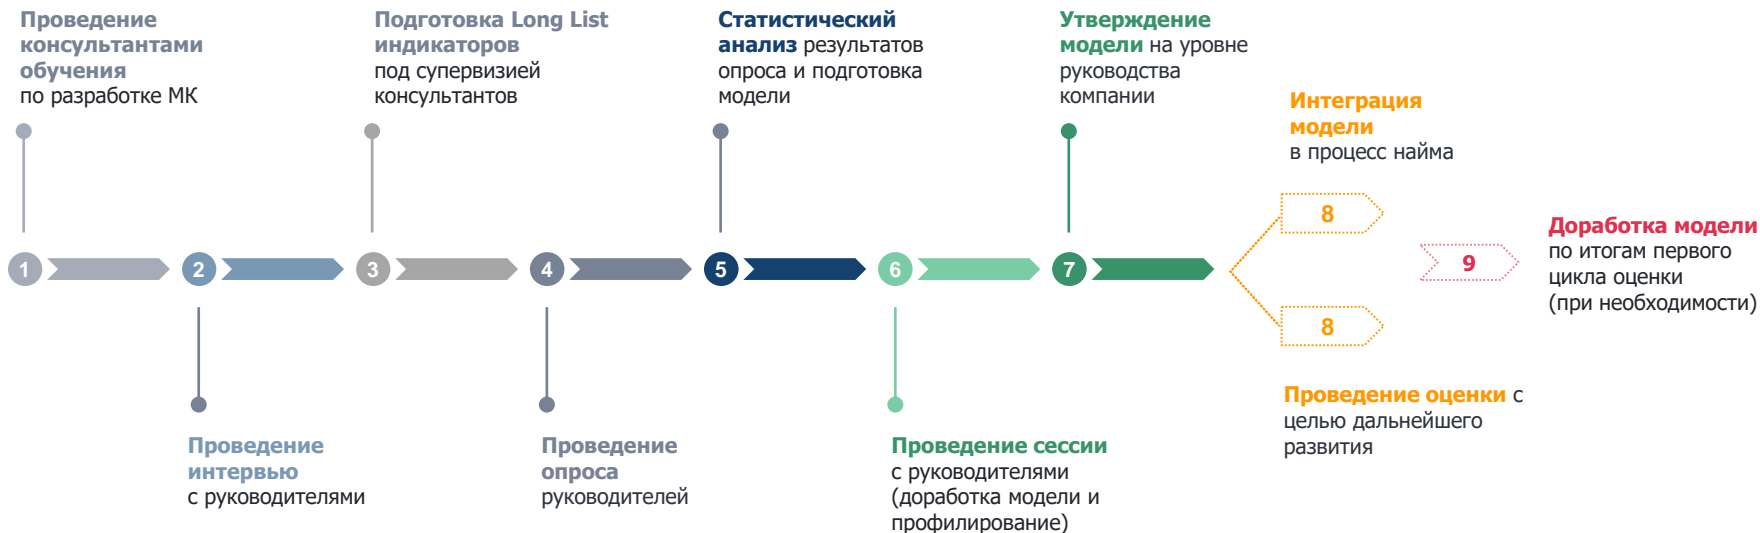 Проведение
консультантами
обучения
по разработке МК
Подготовка Long List
индикаторов
под супервизией
консультантов
Статистический
анализ результатов
опроса и подготовка
модели
Утверждение
модели на уровне
руководства
компании
Интеграция
модели
в процесс найма
1
2
3
4
5
6
7
8
8
9
Доработка модели
по итогам первого
цикла оценки
(при необходимости)
Проведение
интервью
с руководителями
Проведение
опроса
руководителей
Проведение сессии
с руководителями
(доработка модели и
профилирование)
Проведение оценки с
целью дальнейшего
развития